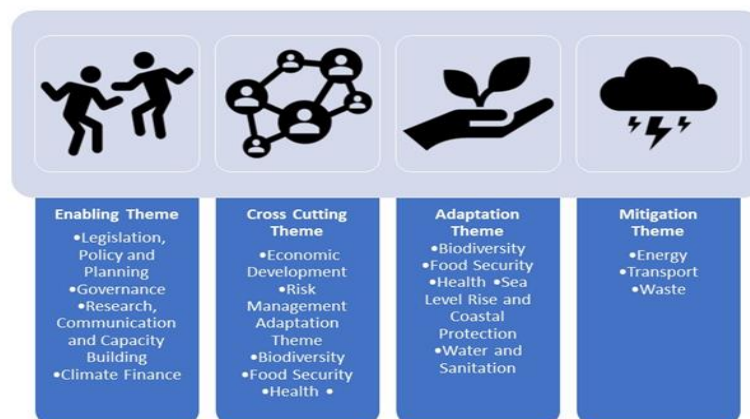 Enabling Theme
•Legislation,
Policy and
Planning
•Governance
•Research,
Communication
and Capacity
Building
•Climate Finance
Cross Cutting
Theme
•Economic
Development
•Risk
Management
Adaptation
Theme
•Biodiversity
•Food Security
•Health •
Adaptation
Theme
•Biodiversity
•Food Security
•Health •Sea
Level Rise and
Coastal
Protection
•Water and
Sanitation
Mitigation
Theme
•Energy
•Transport
•Waste